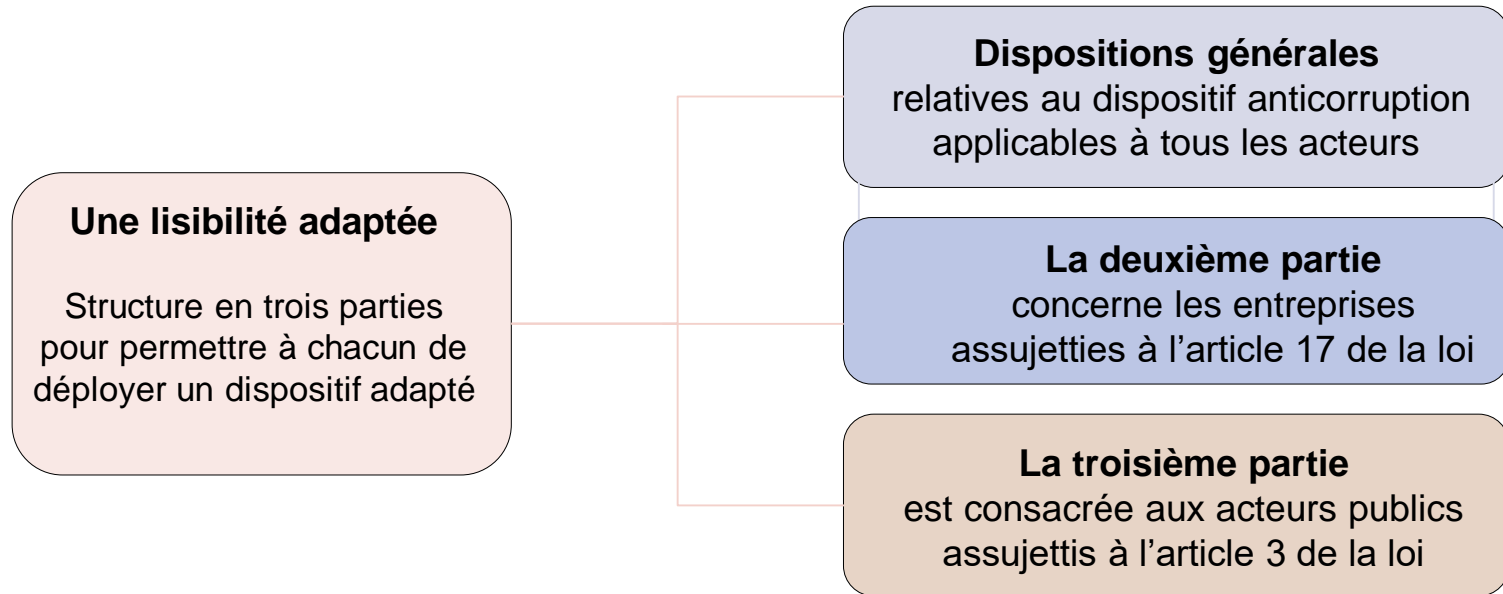 Une lisibilité adaptée
Structure en trois parties
pour permettre à chacun de
déployer un dispositif adapté
Dispositions générales
relatives au dispositif anticorruption
applicables à tous les acteurs
La deuxième partie
concerne les entreprises
assujetties à l’article 17 de la loi
La troisième partie
est consacrée aux acteurs publics
assujettis à l’article 3 de la loi